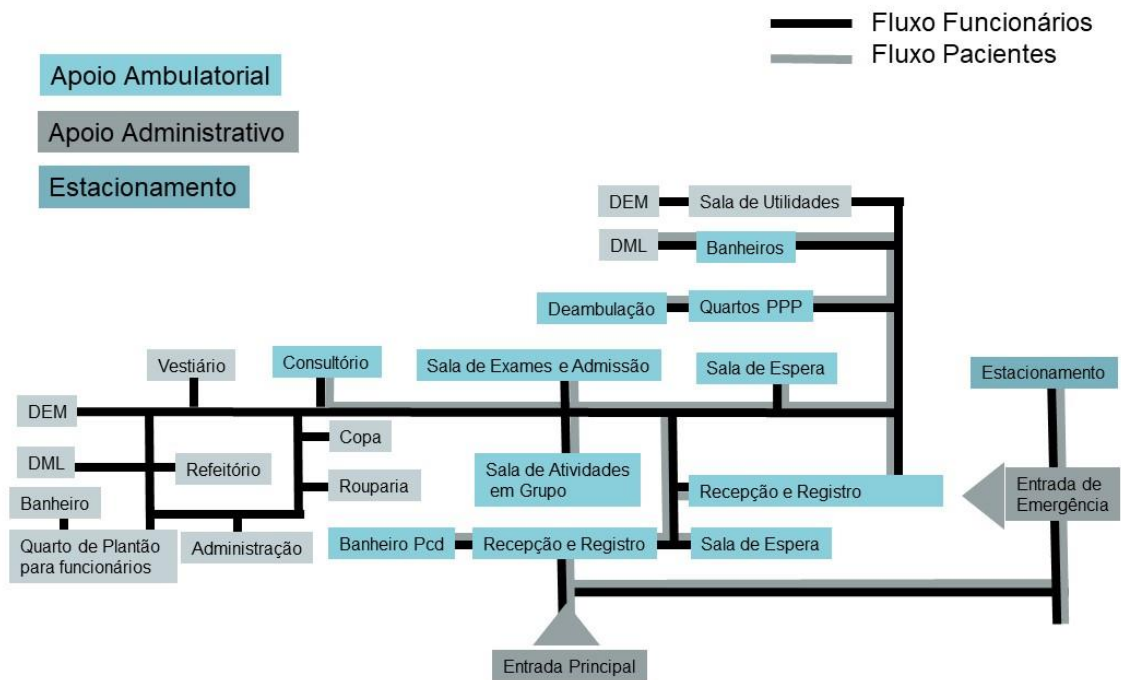 Fluxo Funcionários
Fluxo Pacientes
Apoio Ambulatorial
Apoio Administrativo
Estacionamento
DEM
Sala de Utilidades
DML
Banheiros
Deambulação
Quartos PPP
Vestiário
Consultório
Sala de Exames e Admissão
Sala de Espera
Estacionamento
DEM
Copa
DML
Refeitório
Sala de Atividades
em Grupo
Rouparia
Recepção e Registro
Entrada de
Emergência
Banheiro
Quarto de Plantão
para funcionários
Administração
Banheiro Pcd
Recepção e Registro
Sala de Espera
Entrada Principal